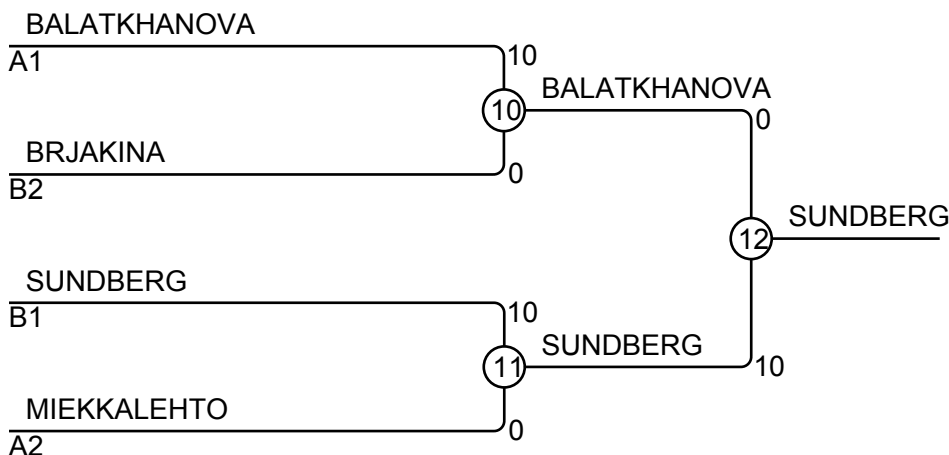 BALATKHANOVA
A1
10
10
BALATKHANOVA
0
BRJAKINA
B2
0
12
SUNDBERG
SUNDBERG
B1
10
11
SUNDBERG
10
MIEKKALEHTO
A2
0